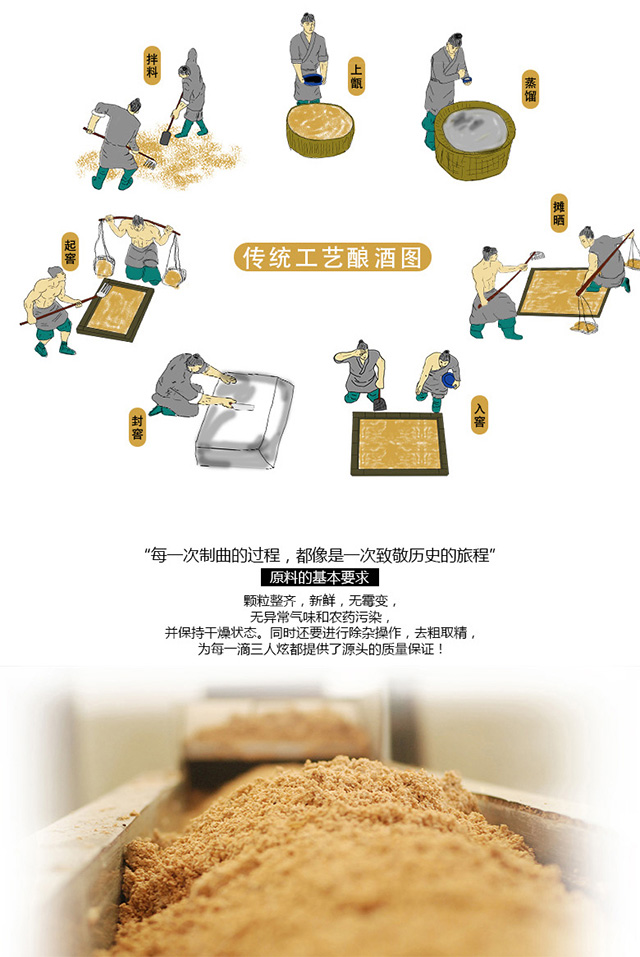 拌料
上甑
蒸馏
起窖
传统工艺酿酒图
摊晒
封窖
入窖
“每一次制曲的过程，都像是一次致敬历史的旅程”
原料的基本要求
颗粒整齐，新鲜，无霉变，
无异常气味和农药污染，
并保持干燥状态。同时还要进行除杂操作，去粗取精，
为每一滴三人炫都提供了源头的质量保证！